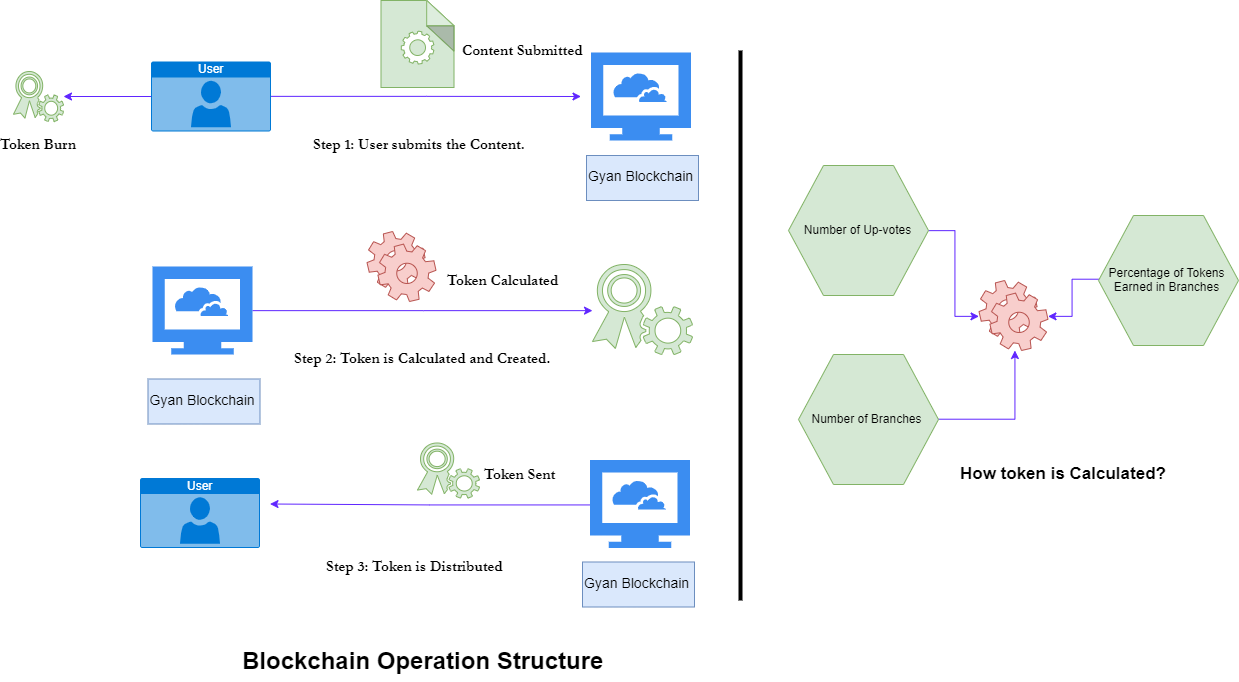 User
Content Submitted
Token Burn
Step 1: User submits the Content.
Gyan Blockchain
Token Calculated
Step 2: Token is Calculated and Created.
Gyan Blockchain
User
Token Sent
Step 3: Token is Distributed
Gyan Blockchain
Blockchain Operation Structure
Number of Up-votes
Percentage of Tokens
Earned in Branches
Number of Branches
How token is Calculated?